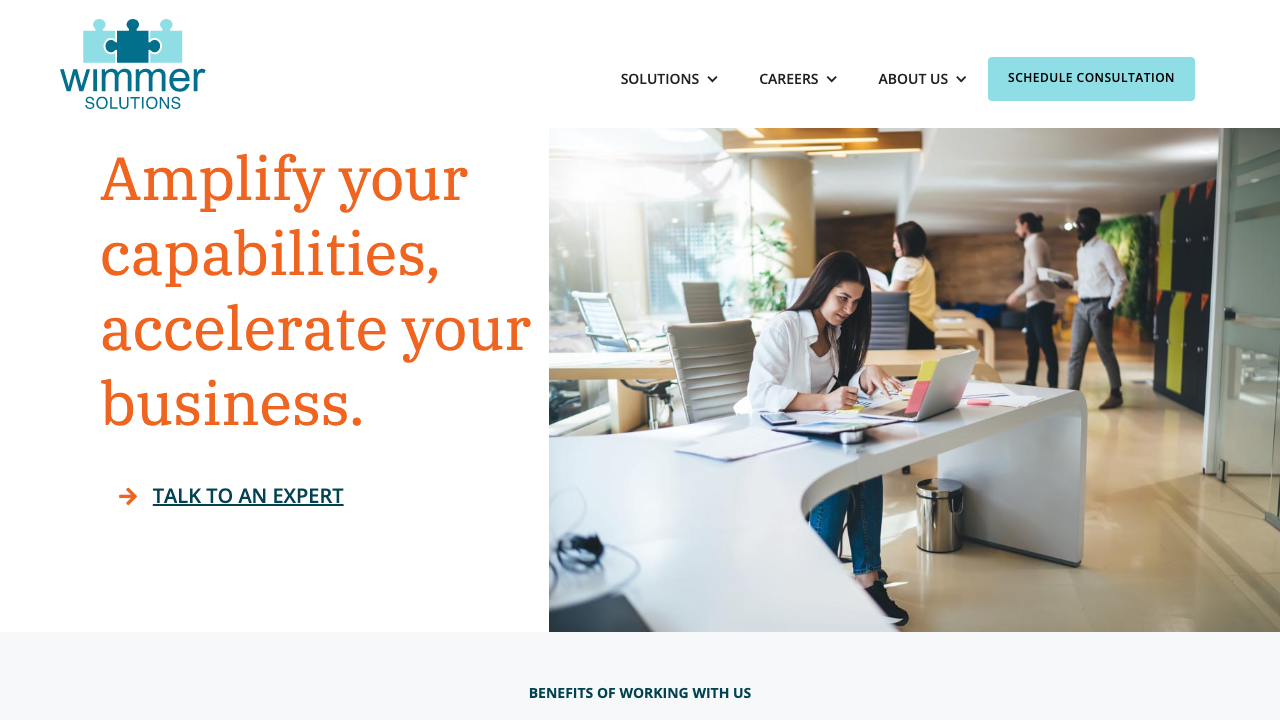 wimmer
SOLUTIONS
SOLUTIONS
CAREERS
ABOUT US
SCHEDULE CONSULTATION
Amplify your
capabilities,
accelerate your
business.
TALK TO AN EXPERT
BENEFITS OF WORKING WITH US